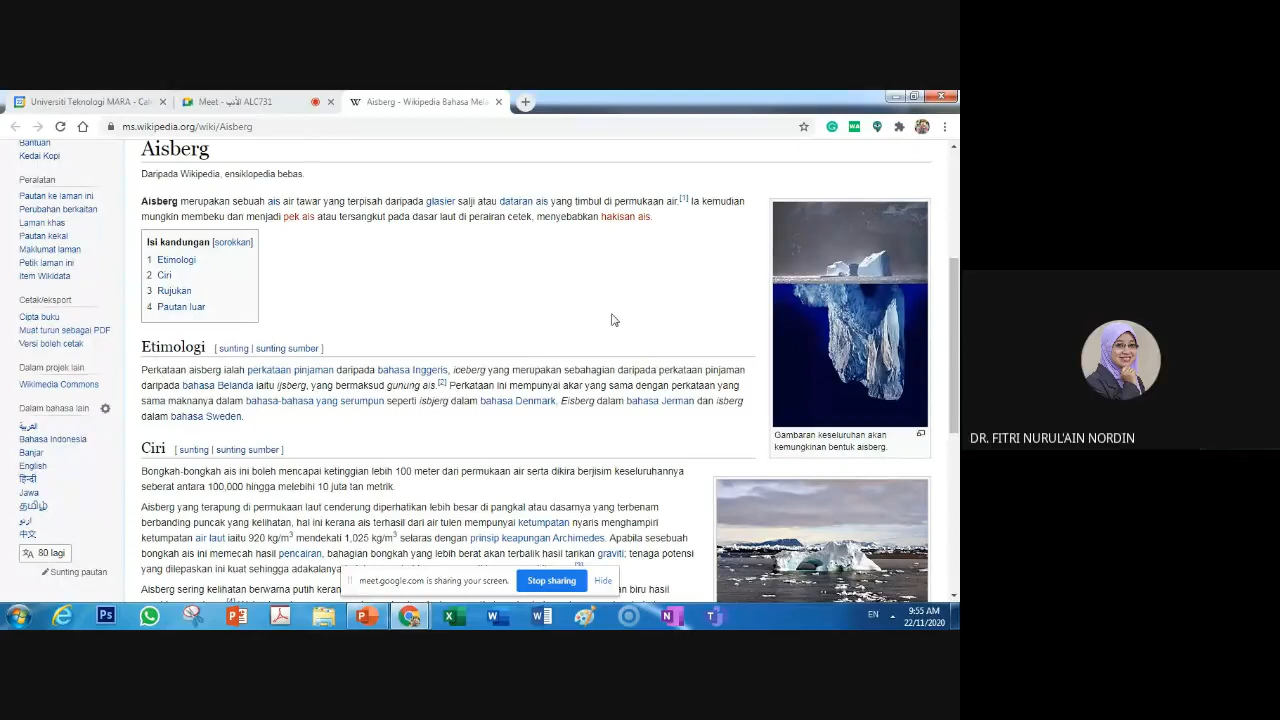 Universiti Teknologi MARA - Cal
Meet - الأدب ALC731
Aisberg - Wikipedia Bahasa Mela
ms.wikipedia.org/wiki/Aisberg
Bantuan
Kedai Kopi
Peralatan
Pautan ke laman ini
Perubahan berkaitan
Laman khas
Pautan kekal
Maklumat laman
Petik laman ini
Item Wikidata
Cetak/eksport
Cipta buku
Muat turun sebagai PDF
Versi boleh cetak
Dalam projek lain
Wikimedia Commons
Dalam bahasa lain
العربية
Bahasa Indonesia
Banjar
English
हिन्दी
Jawa
தமிழ்
اردو
中文
80 lagi
Sunting pautan
Aisberg
Daripada Wikipedia, ensiklopedia bebas.
Aisberg merupakan sebuah ais air tawar yang terpisah daripada glasier salji atau dataran ais yang timbul di permukaan air.[1] Ia kemudian
mungkin membeku dan menjadi pek ais atau tersangkut pada dasar laut di perairan cetek, menyebabkan hakisan ais.
Isi kandungan [sorokkan]
1 Etimologi
2 Ciri
3 Rujukan
4 Pautan luar
Etimologi [ sunting | sunting sumber ]
Perkataan aisberg ialah perkataan pinjaman daripada bahasa Inggeris, iceberg yang merupakan sebahagian daripada perkataan pinjaman
daripada bahasa Belanda iaitu ijsberg, yang bermaksud gunung ais.[2] Perkataan ini mempunyai akar yang sama dengan perkataan yang
sama maknanya dalam bahasa-bahasa yang serumpun seperti isbjerg dalam bahasa Denmark, Eisberg dalam bahasa Jerman dan isberg
dalam bahasa Sweden.
Gambaran keseluruhan akan
kemungkinan bentuk aisberg.
Ciri [ sunting | sunting sumber ]
Bongkah-bongkah ais ini boleh mencapai ketinggian lebih 100 meter dari permukaan air serta dikira berjisim keseluruhannya
seberat antara 100,000 hingga melebihi 10 juta tan metrik.
Aisberg yang terapung di permukaan laut cenderung diperhatikan lebih besar di pangkal atau dasarnya yang terbenam
berbanding puncak yang kelihatan, hal ini kerana ais terhasil dari air tulen mempunyai ketumpatan nyaris menghampiri
ketumpatan air laut iaitu 920 kg/m3 mendekati 1,025 kg/m3 selaras dengan prinsip keapungan Archimedes. Apabila sesebuah
bongkah ais ini memecah hasil pencairan, bahagian bongkah yang lebih berat akan terbalik hasil tarikan graviti; tenaga potensi
yang dilepaskan ini kuat sehingga adakalanya
Aisberg sering kelihatan berwarna putih
biru hasil
meet.google.com is sharing your screen.
Stop sharing
Hide
EN
9:55 AM
22/11/2020
DR. FITRI NURUL'AIN NORDIN